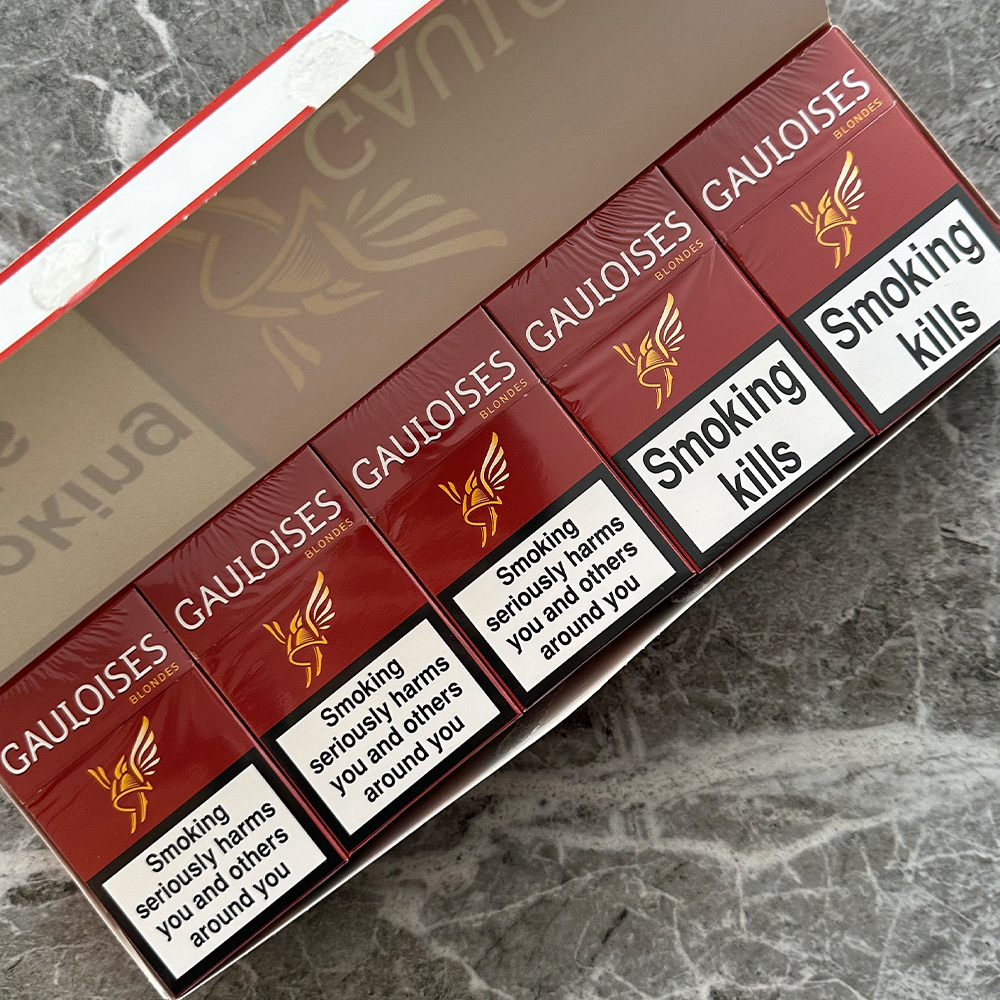 GAULOISES
BLONDES
Smoking
seriously harms
you and others
around you
GAULOISES
BLONDES
Smoking
seriously harms
you and others
around you
GAULOISES
BLONDES
Smoking
seriously harms
you and others
around you
GAULOISES
BLONDES
Smoking
kills
GAULOISES
BLONDES
Smoking
kills